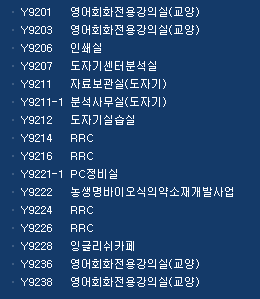 Y9201 영어회화전용강의실(교양)
Y9203 영어회화전용강의실(교양)
Y9206 인쇄실
Y9207 도자기센터분석실
Y9211 자료보관실(도자기)
Y9211-1 분석사무실(도자기)
Y9212 도자기실습실
Y9214 RRC
Y9216 RRC
Y9221-1 PC정비실
Y9222 농생명바이오식의약소재개발사업
Y9224 RRC
Y9226 RRC
Y9228 잉글리쉬카페
Y9236 영어회화전용강의실(교양)
Y9238 영어회화전용강의실(교양)